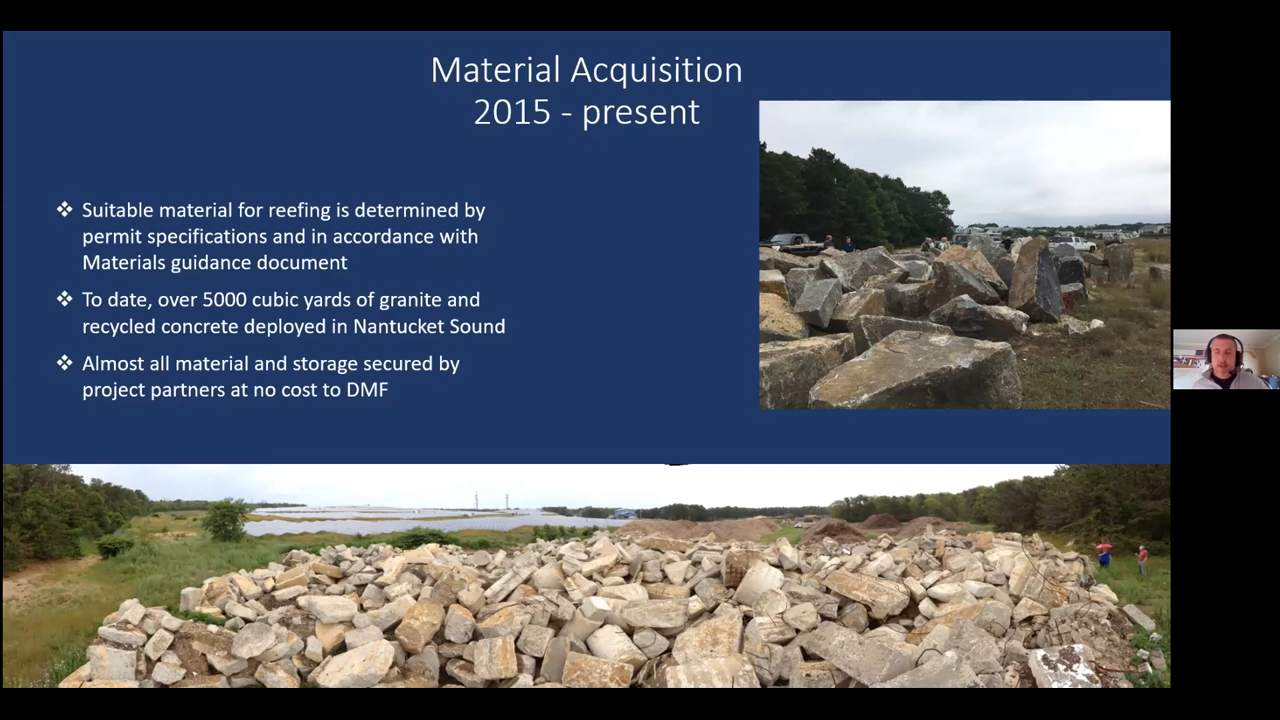 Material Acquisition
2015 - present
❖ Suitable material for reefing is determined by
permit specifications and in accordance with
Materials guidance document
❖ To date, over 5000 cubic yards of granite and
recycled concrete deployed in Nantucket Sound
❖ Almost all material and storage secured by
project partners at no cost to DMF